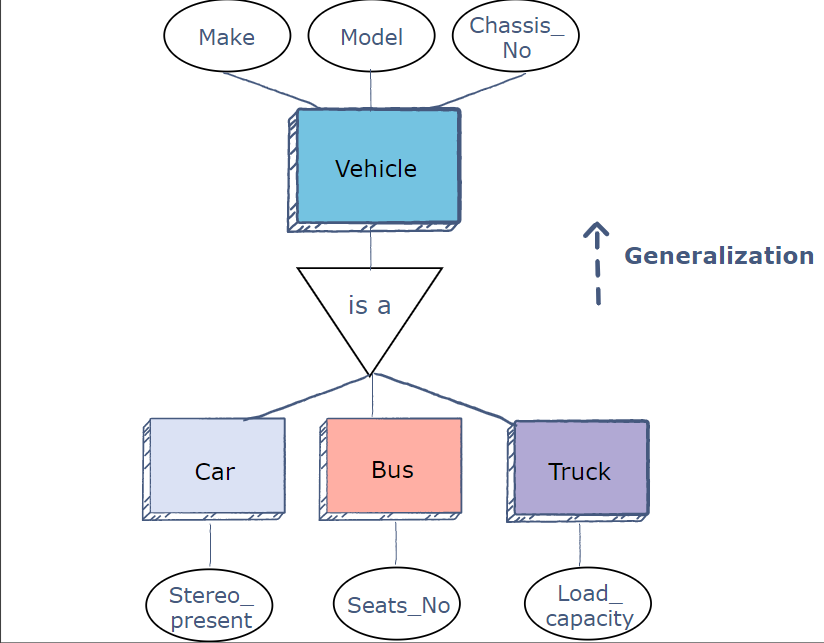 Make
Model
Chassis_
No
Vehicle
Generalization
is a
Car
Bus
Truck
Stereo_
present
Seats_No
Load_
capacity